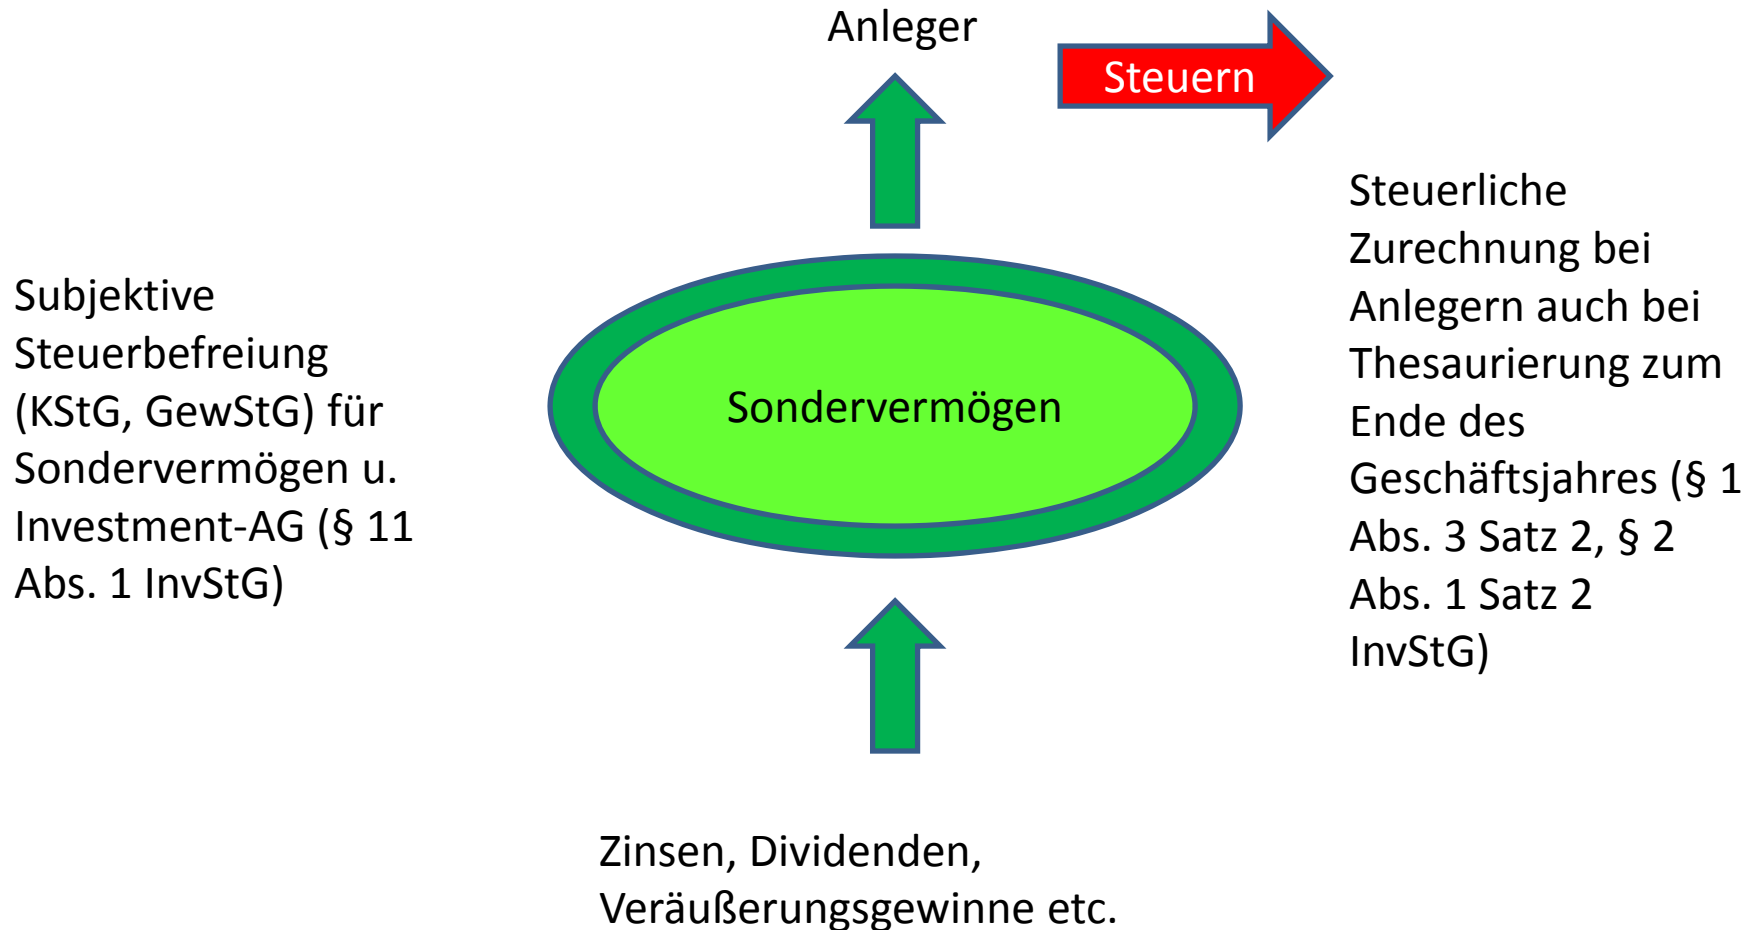 Anleger
Steuern
Subjektive
Steuerbefreiung
(KStG, GewStG) für
Sondervermögen u.
Investment-AG (§ 11
Abs. 1 InvStG)
Sondervermögen
Steuerliche
Zurechnung bei
Anlegern auch bei
Thesaurierung zum
Ende des
Geschäftsjahres (§ 1
Abs. 3 Satz 2, § 2
Abs. 1 Satz 2
InvStG)
Zinsen, Dividenden,
Veräußerungsgewinne etc.